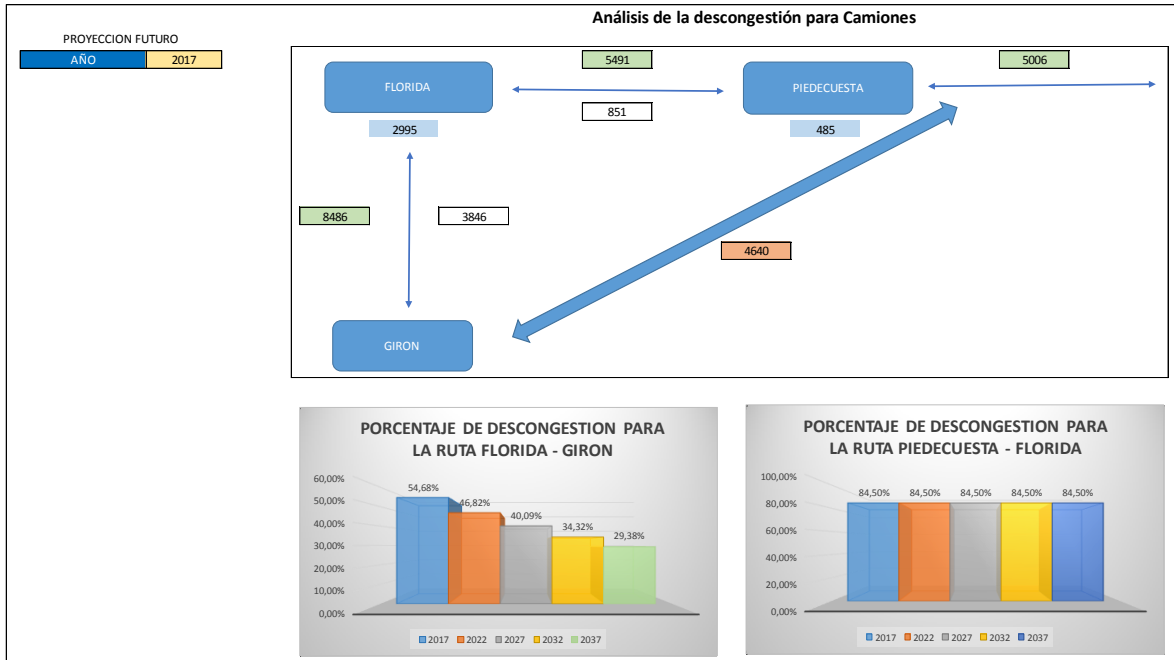 Análisis de la descongestión para Camiones
PROYECCION FUTURO
AÑO 2017
5491
5006
FLORIDA
PIEDECUESTA
851
2995
485
8486
3846
4640
GIRON
PORCENTAJE DE DESCONGESTION PARA
LA RUTA FLORIDA - GIRON
60,00%
50,00%
40,00%
30,00%
20,00%
10,00%
0,00%
54,68%
46,82%
40,09%
34,32%
29,38%
2017 2022 2027 2032 2037
PORCENTAJE DE DESCONGESTION PARA
LA RUTA PIEDECUESTA - FLORIDA
100,00%
80,00%
60,00%
40,00%
20,00%
0,00%
84,50% 84,50% 84,50% 84,50% 84,50%
2017 2022 2027 2032 2037